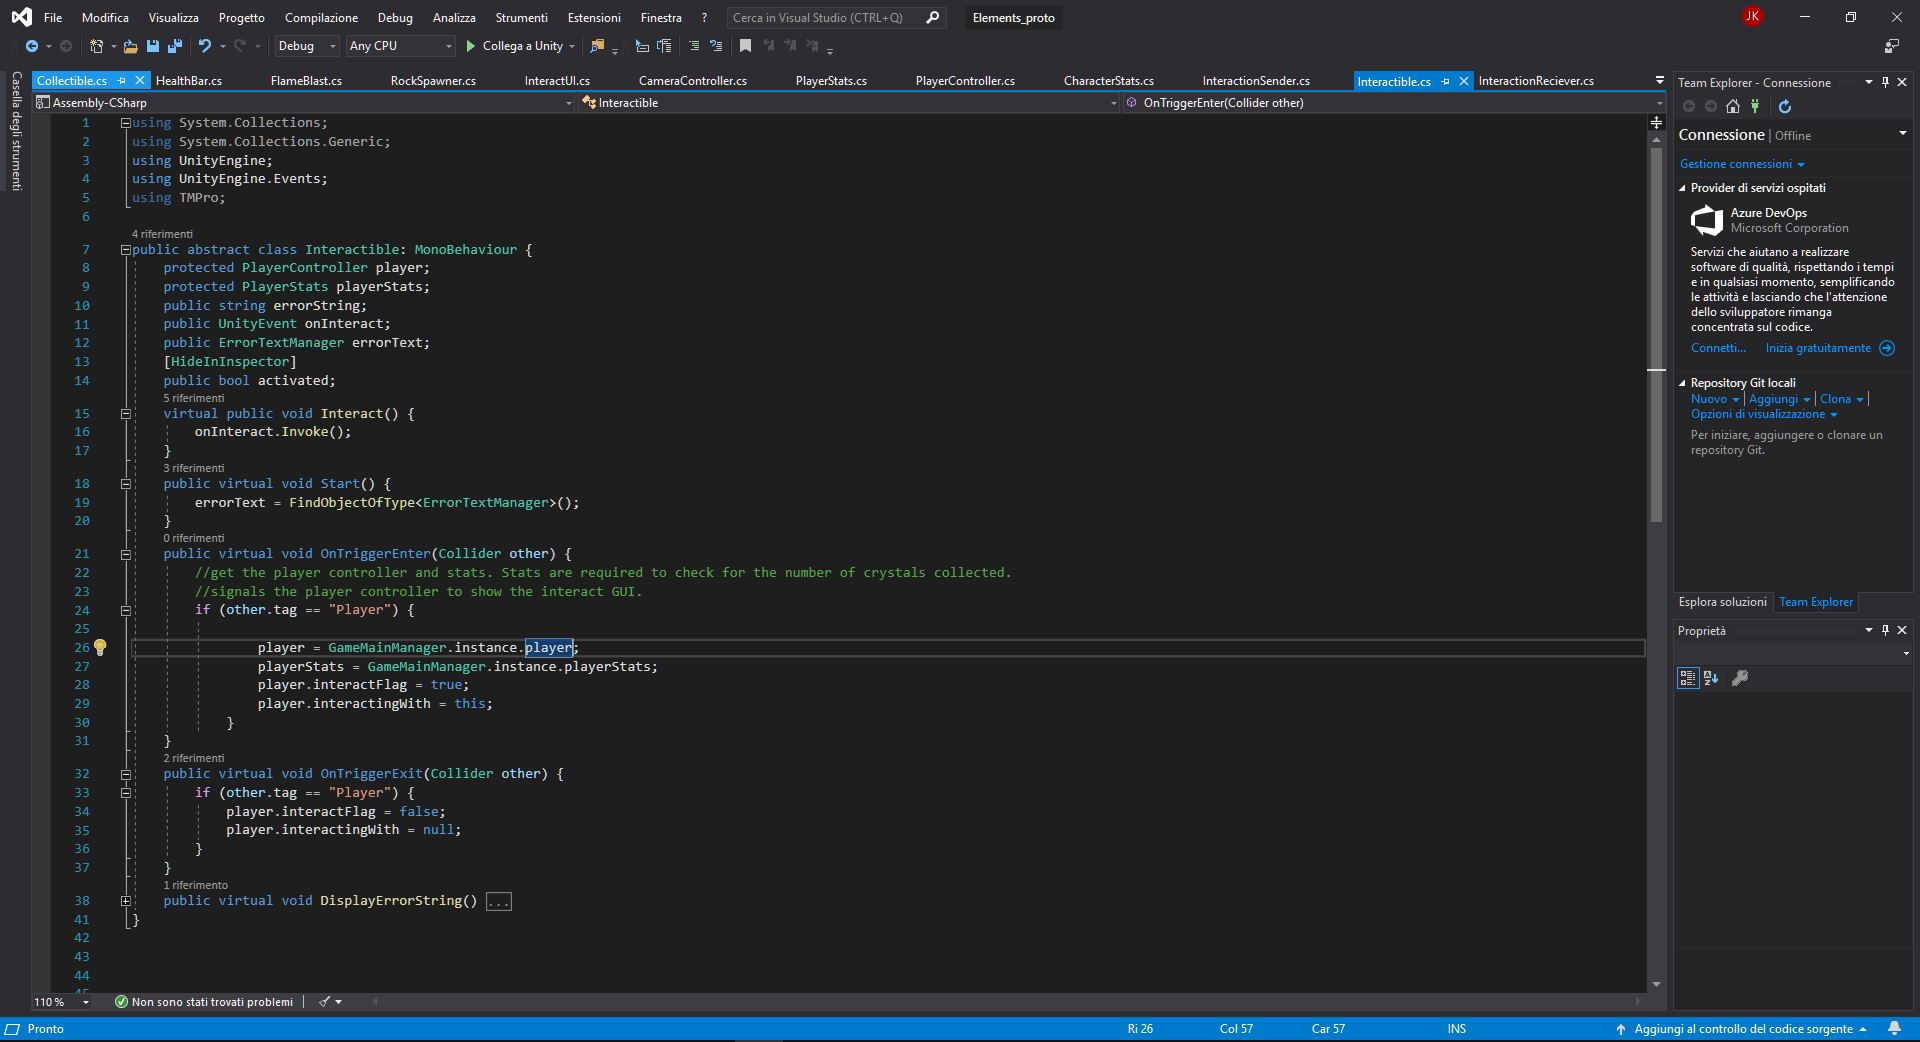 File Modifica Visualizza Progetto Compilazione Debug Analizza Strumenti Estensioni Finestra ? Cerca in Visual Studio (CTRL+Q) Elements_proto JK
Debug Any CPU Collega a Unity
Casella degli strumenti
Collectible.cs HealthBar.cs FlameBlast.cs RockSpawner.cs InteractUI.cs CameraController.cs PlayerStats.cs PlayerController.cs CharacterStats.cs InteractionSender.cs Interactible.cs InteractionReciever.cs
Assembly-CSharp Interactible OnTriggerEnter(Collider other)
1 using System.Collections;
2 using System.Collections.Generic;
3 using UnityEngine;
4 using UnityEngine.Events;
5 using TMPro;
6
4 riferimenti
7 public abstract class Interactible: MonoBehaviour {
8 protected PlayerController player;
9 protected PlayerStats playerStats;
10 public string errorString;
11 public UnityEvent onInteract;
12 public ErrorTextManager errorText;
13 [HideInInspector]
14 public bool activated;
5 riferimenti
15 virtual public void Interact() {
16 onInteract.Invoke();
17 }
3 riferimenti
18 public virtual void Start() {
19 errorText = FindObjectOfType<ErrorTextManager>();
20 }
0 riferimenti
21 public virtual void OnTriggerEnter(Collider other) {
22 //get the player controller and stats. Stats are required to check for the number of crystals collected.
23 //signals the player controller to show the interact GUI.
24 if (other.tag == "Player") {
25
26 player = GameMainManager.instance.player;
27 playerStats = GameMainManager.instance.playerStats;
28 player.interactFlag = true;
29 player.interactingWith = this;
30 }
31 }
2 riferimenti
32 public virtual void OnTriggerExit(Collider other) {
33 if (other.tag == "Player") {
34 player.interactFlag = false;
35 player.interactingWith = null;
36 }
37 }
1 riferimento
38 public virtual void DisplayErrorString() ...
41 }
42
43
44
45
110 % Non sono stati trovati problemi
Team Explorer - Connessione
Connessione | Offline
Gestione connessioni
Provider di servizi ospitati
Azure DevOps
Microsoft Corporation
Servizi che aiutano a realizzare
software di qualità, rispettando i tempi
e in qualsiasi momento, semplificando
le attività e lasciando che l'attenzione
dello sviluppatore rimanga
concentrata sul codice.
Connetti... Inizia gratuitamente
Repository Git locali
Nuovo | Aggiungi | Clona |
Opzioni di visualizzazione
Per iniziare, aggiungere o clonare un
repository Git.
Esplora soluzioni Team Explorer
Proprietà
Pronto Ri 26 Col 57 Car 57 INS Aggiungi al controllo del codice sorgente